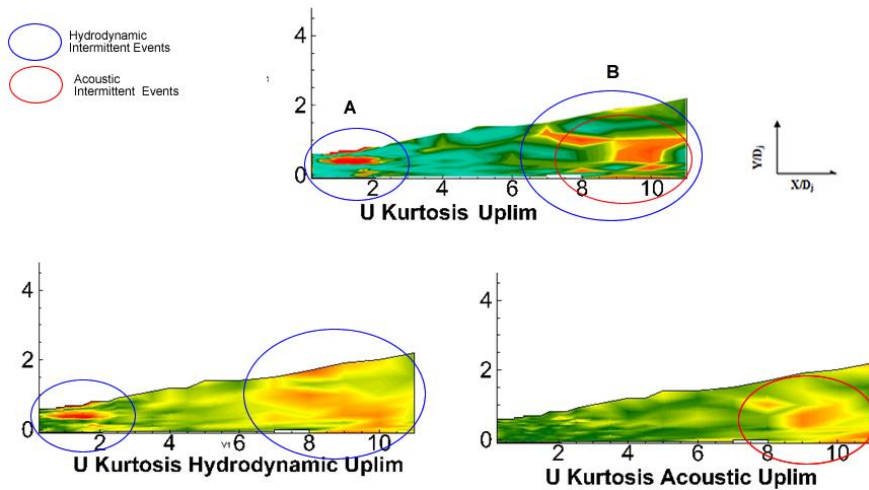 Hydrodynamic
Intermittent Events
Acoustic
Intermittent Events
A
B
4
2
0
2 4 6 8 10
U Kurtosis Uplim
Y/Dj
X/Dj
4
2
0
2 4 6 8 10
V1
U Kurtosis Hydrodynamic Uplim
4
2
0
2 4 6 8 10
U Kurtosis Acoustic Uplim